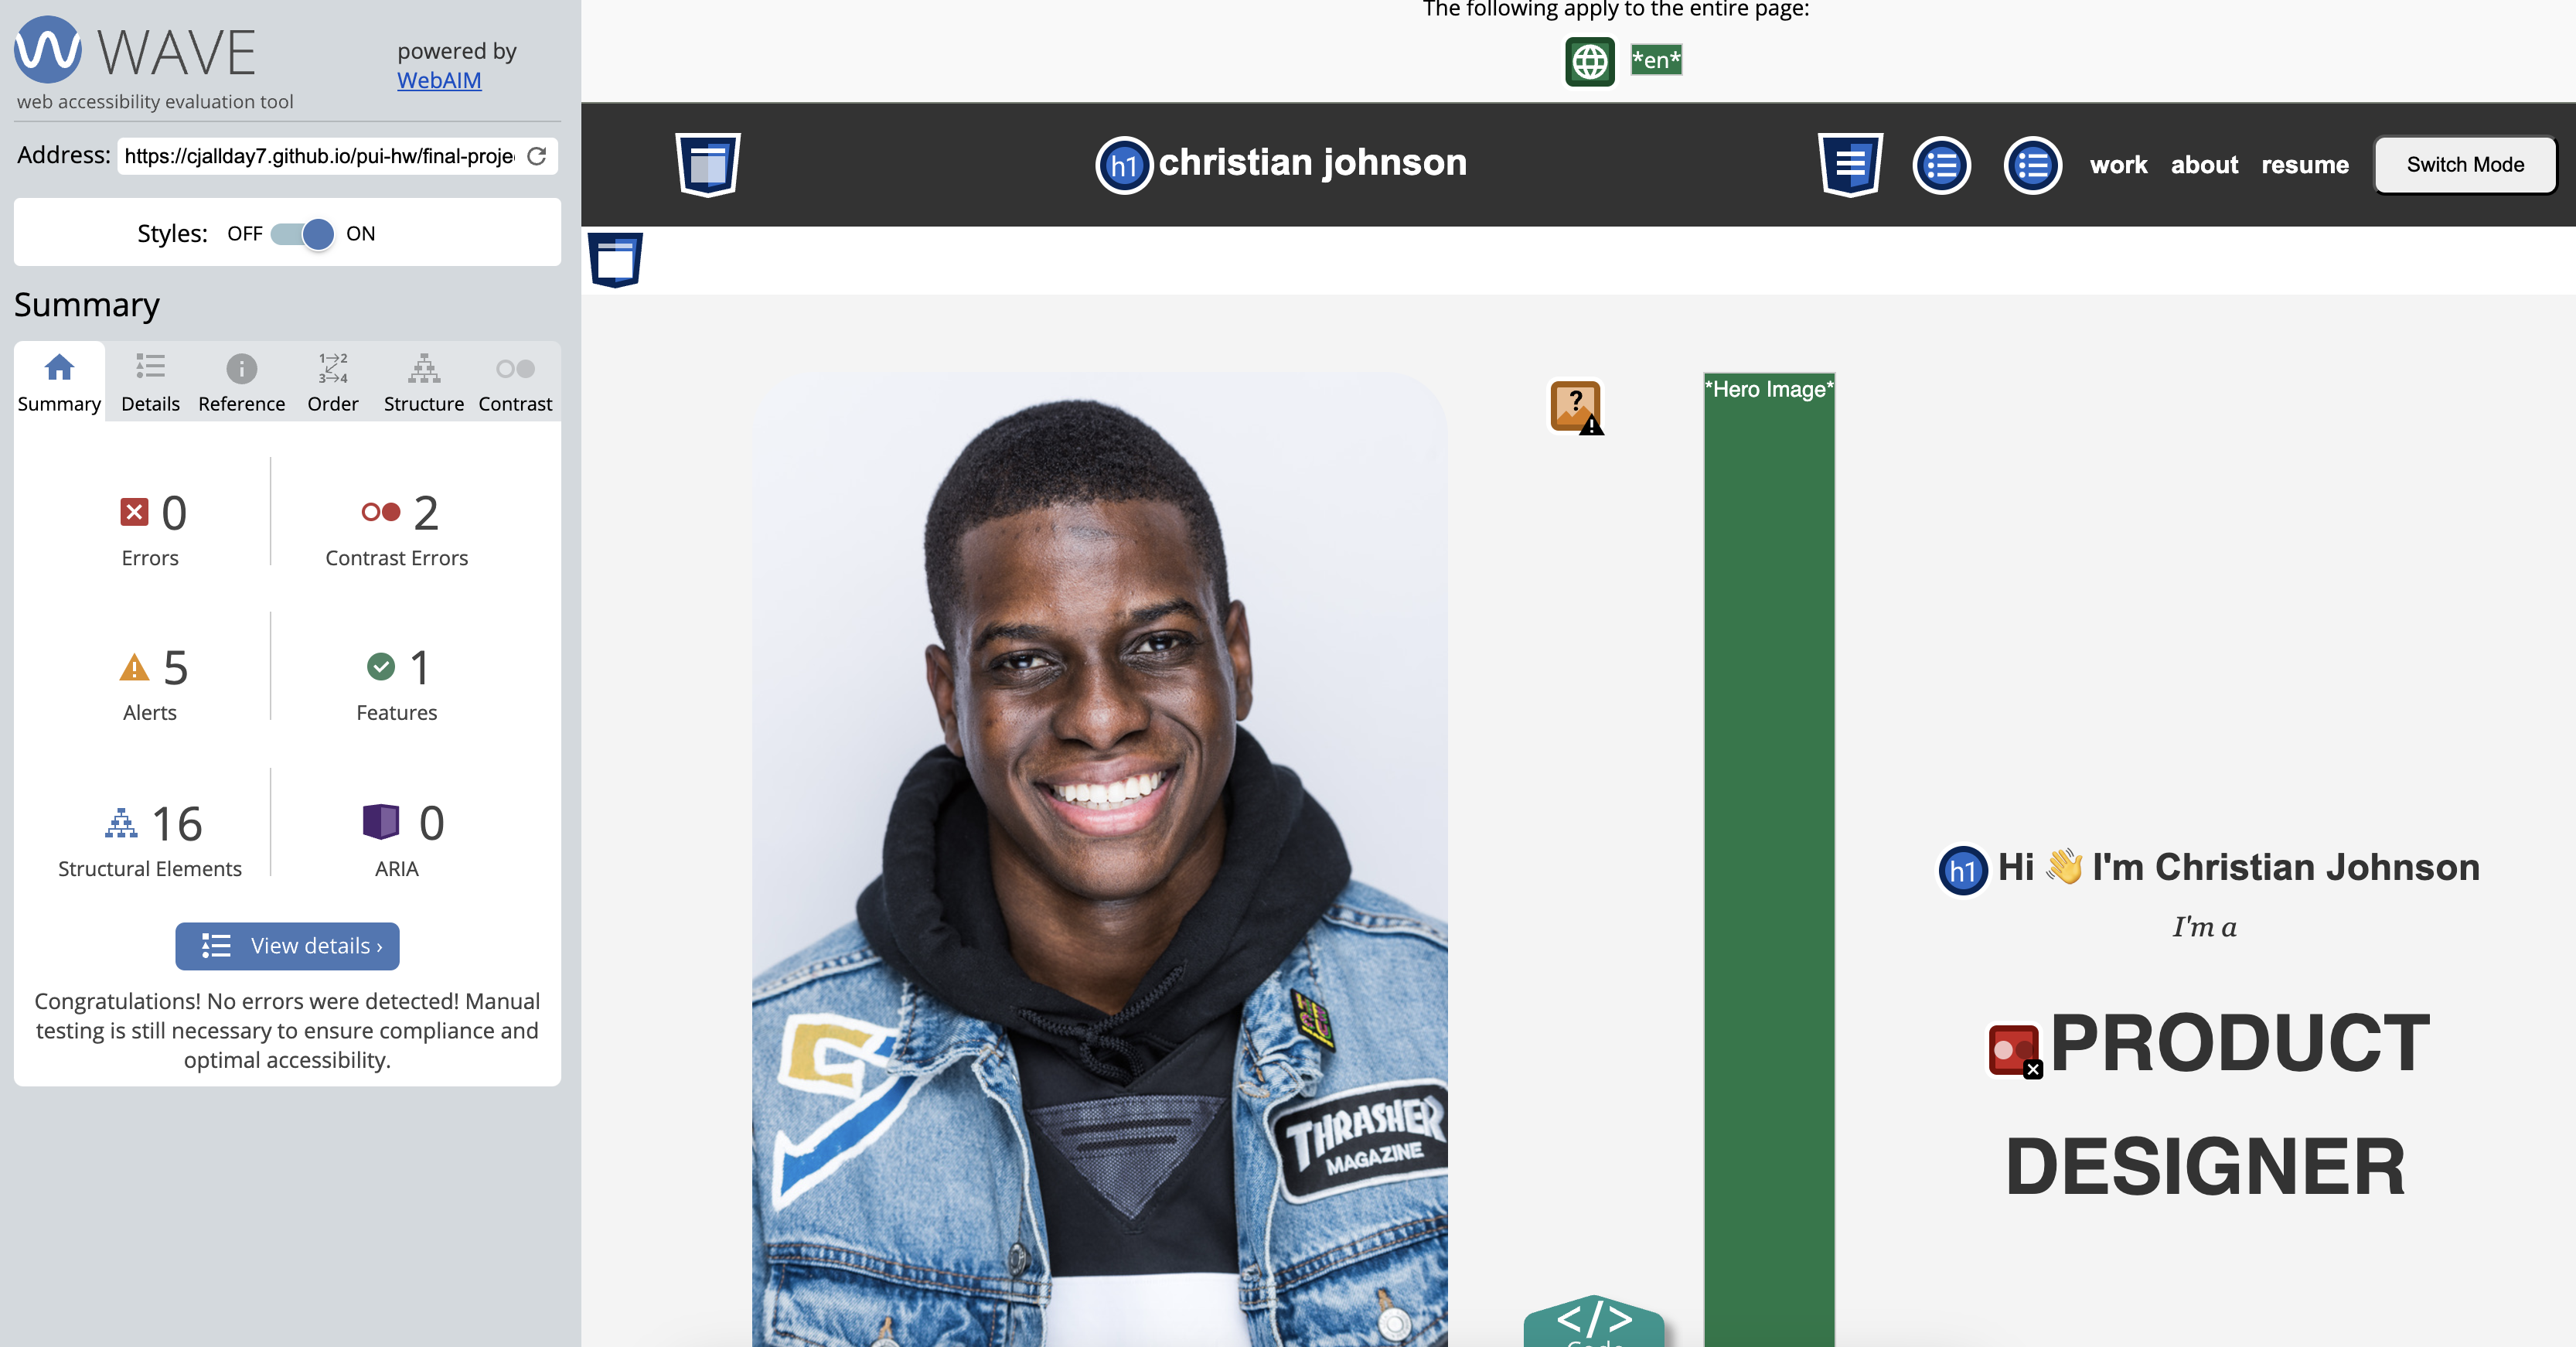 WAVE
powered by
WebAIM
web accessibility evaluation tool
Address: https://cjallday7.github.io/pui-hw/final-proje
Styles: OFF ON
Summary
1 2
3 4
Summary Details Reference Order Structure Contrast
0
Errors
2
Contrast Errors
5
Alerts
1
Features
16
Structural Elements
0
ARIA
View details ›
Congratulations! No errors were detected! Manual
testing is still necessary to ensure compliance and
optimal accessibility.
The following apply to the entire page:
*en*
h1 christian johnson
work about resume Switch Mode
*Hero Image*
h1 Hi 👋 I'm Christian Johnson
I'm a
PRODUCT
DESIGNER
THRASHER
MAGAZINE
</>